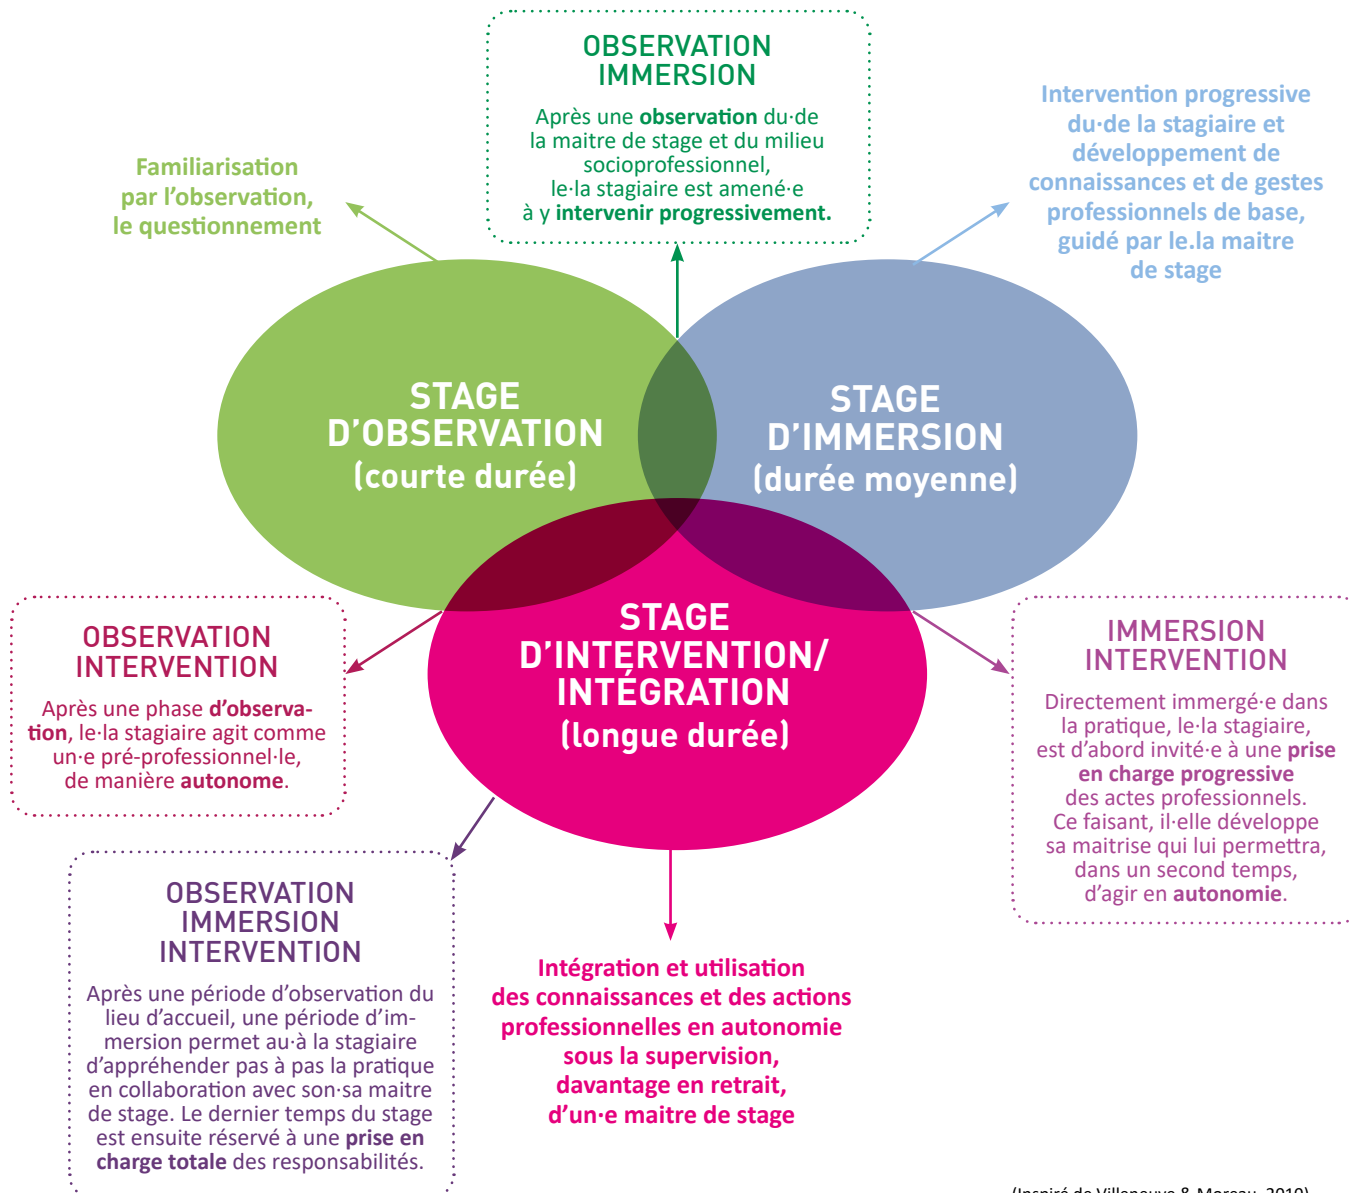 OBSERVATION
IMMERSION
Après une observation du·de
la maitre de stage et du milieu
socioprofessionnel,
le·la stagiaire est amené·e
à y intervenir progressivement.
Familiarisation
par l’observation,
le questionnement
Intervention progressive
du·de la stagiaire et
développement de
connaissances et de gestes
professionnels de base,
guidé par le.la maitre
de stage
STAGE
D’OBSERVATION
(courte durée)
STAGE
D’IMMERSION
(durée moyenne)
STAGE
D’INTERVENTION/
INTÉGRATION
(longue durée)
OBSERVATION
INTERVENTION
Après une phase d’observa-
tion, le·la stagiaire agit comme
un·e pré-professionnel·le,
de manière autonome.
IMMERSION
INTERVENTION
Directement immergé·e dans
la pratique, le·la stagiaire,
est d’abord invité·e à une prise
en charge progressive
des actes professionnels.
Ce faisant, il·elle développe
sa maitrise qui lui permettra,
dans un second temps,
d’agir en autonomie.
OBSERVATION
IMMERSION
INTERVENTION
Après une période d’observation du
lieu d’accueil, une période d’im-
mersion permet au·à la stagiaire
d’appréhender pas à pas la pratique
en collaboration avec son·sa maitre
de stage. Le dernier temps du stage
est ensuite réservé à une prise en
charge totale des responsabilités.
Intégration et utilisation
des connaissances et des actions
professionnelles en autonomie
sous la supervision,
davantage en retrait,
d’un·e maitre de stage
(Inspiré de Villeneuve & Moreau, 2010)